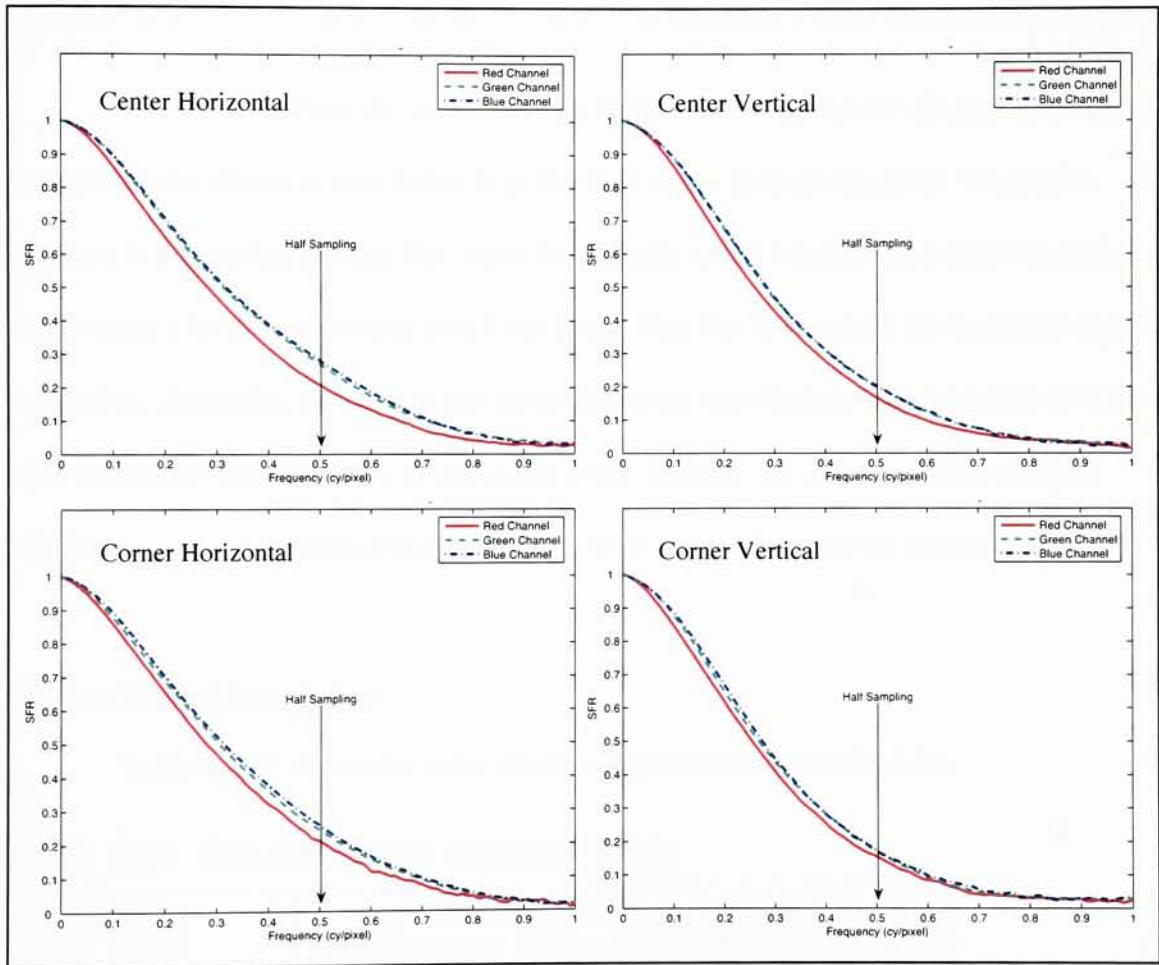 Center Horizontal
Red Channel
Green Channel
Blue Channel
1
0.9
0.8
0.7
0.6
0.5
0.4
0.3
0.2
0.1
0
SFR
Half Sampling
0 0.1 0.2 0.3 0.4 0.5 0.6 0.7 0.8 0.9 1
Frequency (cy/pixel)
Center Vertical
Red Channel
Green Channel
Blue Channel
1
0.9
0.8
0.7
0.6
0.5
0.4
0.3
0.2
0.1
0
SFR
Half Sampling
0 0.1 0.2 0.3 0.4 0.5 0.6 0.7 0.8 0.9 1
Frequency (cy/pixel)
Corner Horizontal
Red Channel
Green Channel
Blue Channel
1
0.9
0.8
0.7
0.6
0.5
0.4
0.3
0.2
0.1
0
SFR
Half Sampling
0 0.1 0.2 0.3 0.4 0.5 0.6 0.7 0.8 0.9 1
Frequency (cy/pixel)
Corner Vertical
Red Channel
Green Channel
Blue Channel
1
0.9
0.8
0.7
0.6
0.5
0.4
0.3
0.2
0.1
0
SFR
Half Sampling
0 0.1 0.2 0.3 0.4 0.5 0.6 0.7 0.8 0.9 1
Frequency (cy/pixel)